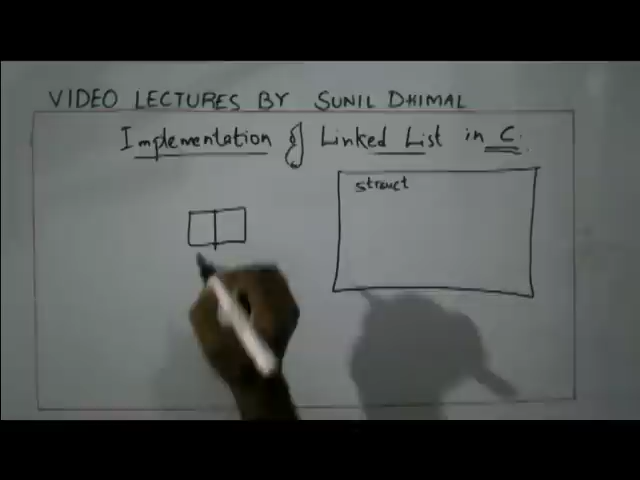 VIDEO LECTURES BY SUNIL DHIMAL
Implementation of Linked List in C.
struct